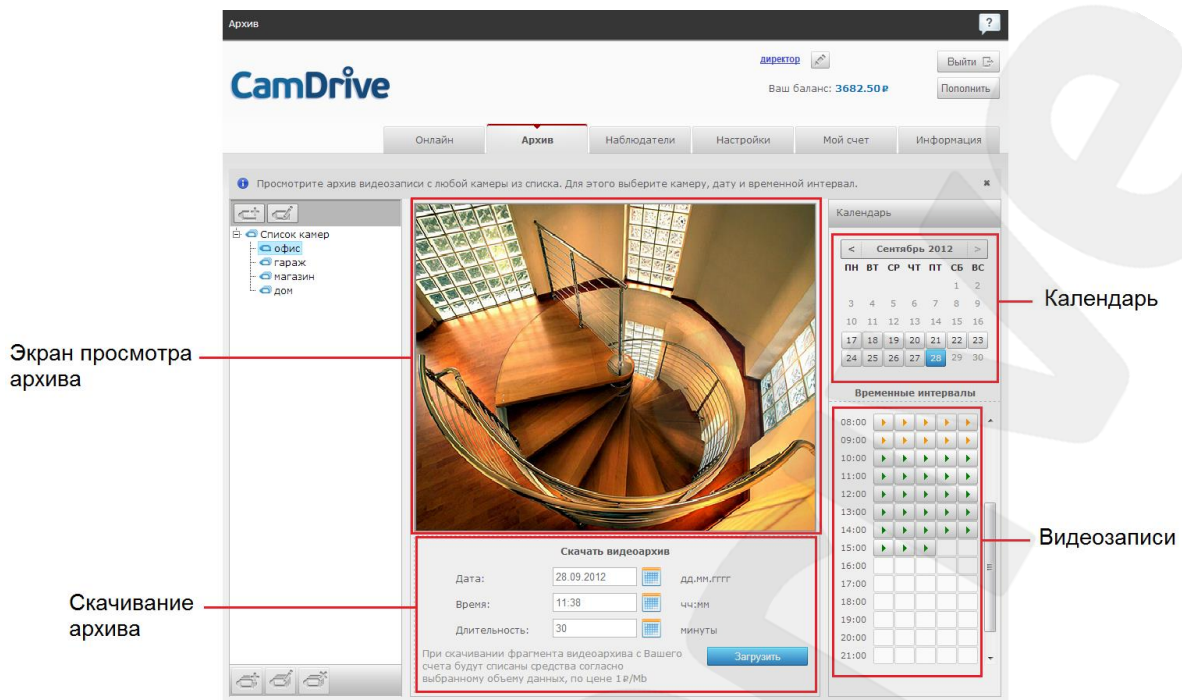 Архив
?
CamDrive
директор
Выйти
Ваш баланс: 3682.50 ₽
Пополнить
Онлайн
Архив
Наблюдатели
Настройки
Мой счет
Информация
Просмотрите архив видеозаписи с любой камеры из списка. Для этого выберите камеру, дату и временной интервал.
Список камер
офис
гараж
магазин
дом
Экран просмотра
архива
Календарь
< Сентябрь 2012 >
ПН ВТ СР ЧТ ПТ СБ ВС
1 2
3 4 5 6 7 8 9
10 11 12 13 14 15 16
17 18 19 20 21 22 23
24 25 26 27 28 29 30
Календарь
Временные интервалы
08:00
09:00
10:00
11:00
12:00
13:00
14:00
15:00
16:00
17:00
18:00
19:00
20:00
21:00
Видеозаписи
Скачивание
архива
Скачать видеоархив
Дата: 28.09.2012 дд.мм.гггг
Время: 11:38 чч:мм
Длительность: 30 минуты
При скачивании фрагмента видеоархива с Вашего
счета будут списаны средства согласно
выбранному объему данных, по цене 1₽/Mb
Загрузить